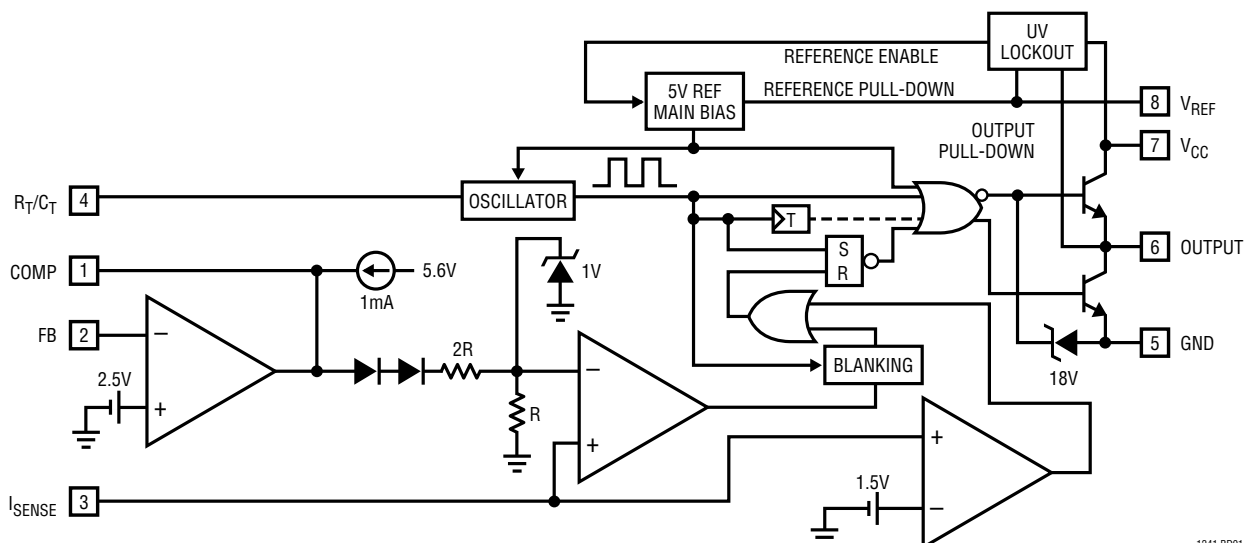 UV
LOCKOUT
REFERENCE ENABLE
5V REF
MAIN BIAS
REFERENCE PULL-DOWN
8 VREF
OUTPUT
PULL-DOWN
7 VCC
RT/CT 4
OSCILLATOR
T
S
R
6 OUTPUT
COMP 1
5.6V
1mA
1V
FB 2
–
2.5V
+
2R
R
–
+
BLANKING
18V
5 GND
ISENSE 3
+
1.5V
–